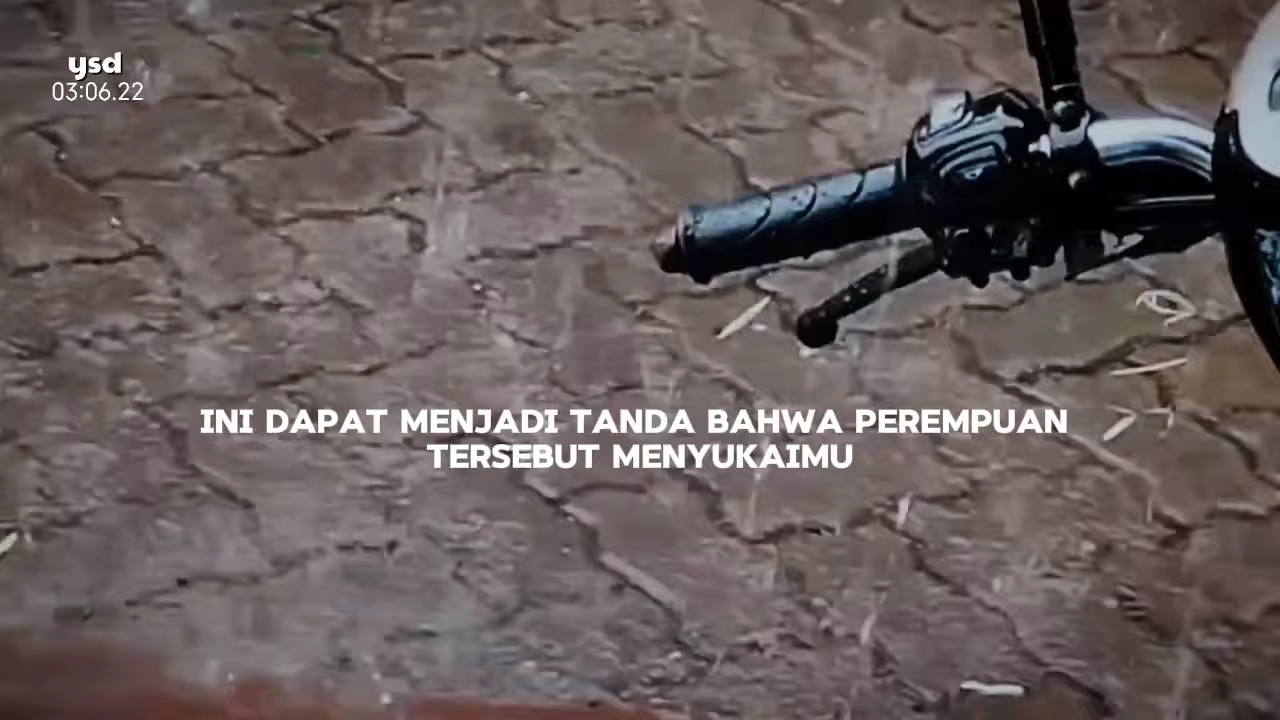 ysd
03:06.22
INI DAPAT MENJADI TANDA BAHWA PEREMPUAN
TERSEBUT MENYUKAIMU